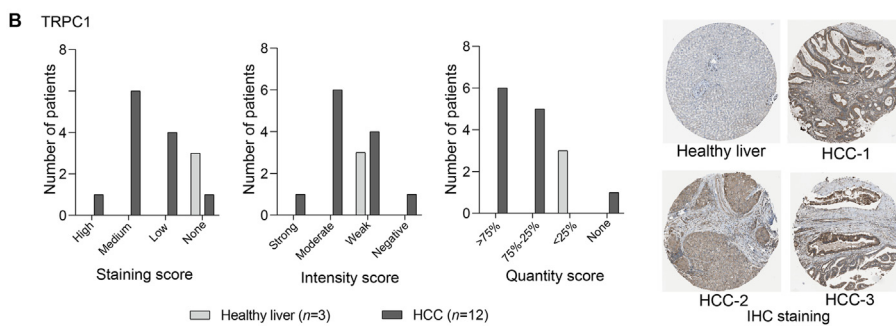 B TRPC1
Number of patients
8
6
4
2
0
High
Medium
Low
None
Staining score
Number of patients
8
6
4
2
0
Strong
Moderate
Weak
Negative
Intensity score
Number of patients
8
6
4
2
0
>75%
75%-25%
<25%
None
Quantity score
Healthy liver (n=3)
HCC (n=12)
Healthy liver
HCC-1
HCC-2
HCC-3
IHC staining